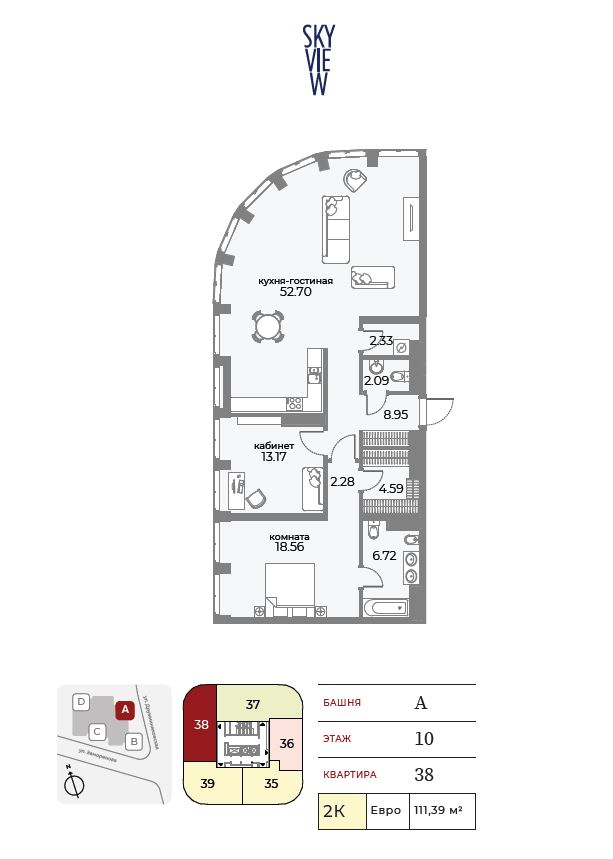 SKY
VIE
W
кухня-гостиная
52.70
2.33
2.09
8.95
кабинет
13.17
2.28
4.59
комната
18.56
6.72
D
A
C
B
ул. Дружинниковская
ул. Заморенова
N
37
38
36
39
35
БАШНЯ A
ЭТАЖ 10
КВАРТИРА 38
2К Евро 111,39 м²